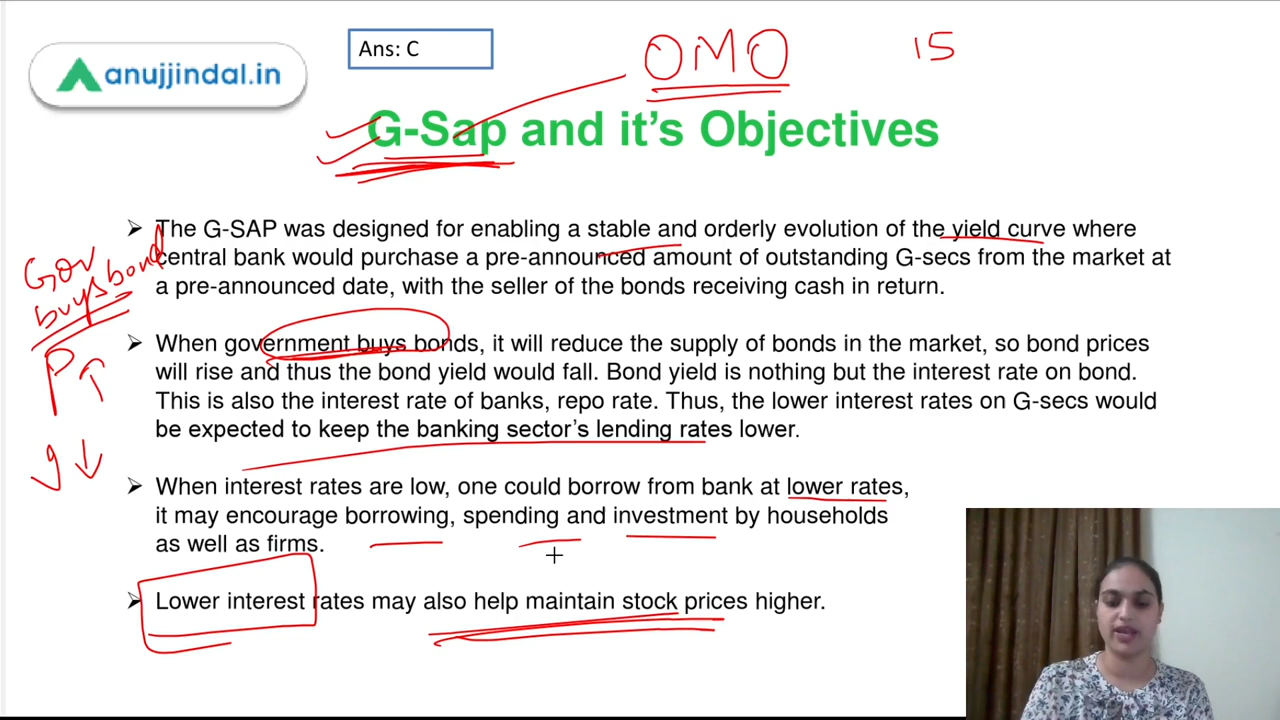 Ans: C
OMO
15
anujjindal.in
G-Sap and it's Objectives
➢ The G-SAP was designed for enabling a stable and orderly evolution of the yield curve where
central bank would purchase a pre-announced amount of outstanding G-secs from the market at
a pre-announced date, with the seller of the bonds receiving cash in return.
Gov
buys bond
➢ When government buys bonds, it will reduce the supply of bonds in the market, so bond prices
will rise and thus the bond yield would fall. Bond yield is nothing but the interest rate on bond.
This is also the interest rate of banks, repo rate. Thus, the lower interest rates on G-secs would
be expected to keep the banking sector's lending rates lower.
P↑
y↓
➢ When interest rates are low, one could borrow from bank at lower rates,
it may encourage borrowing, spending and investment by households
as well as firms.
➢ Lower interest rates may also help maintain stock prices higher.